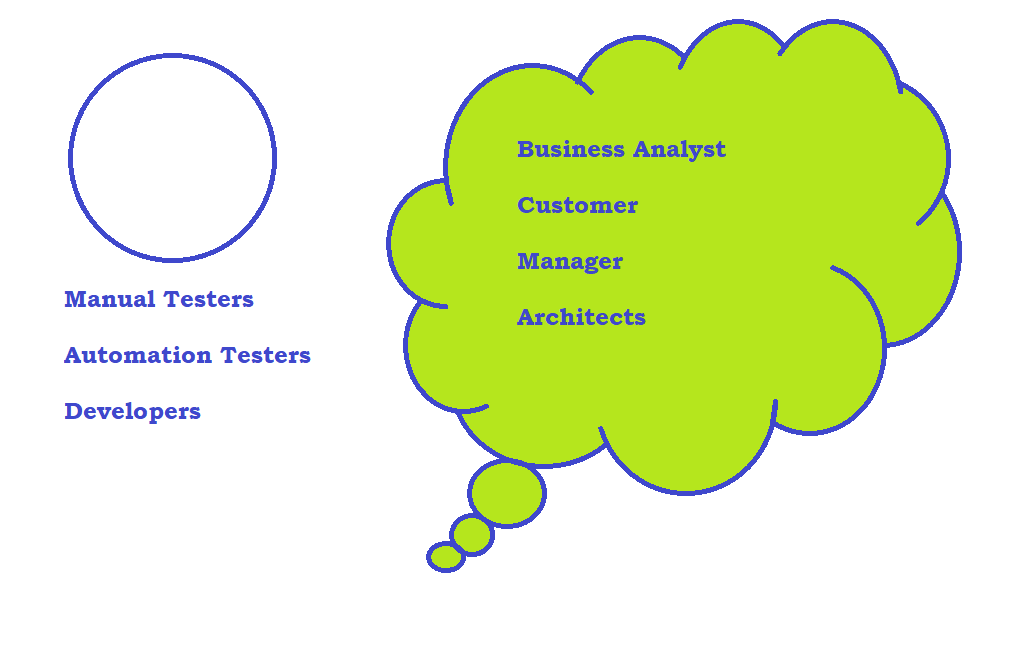 Manual Testers
Automation Testers
Developers
Business Analyst
Customer
Manager
Architects